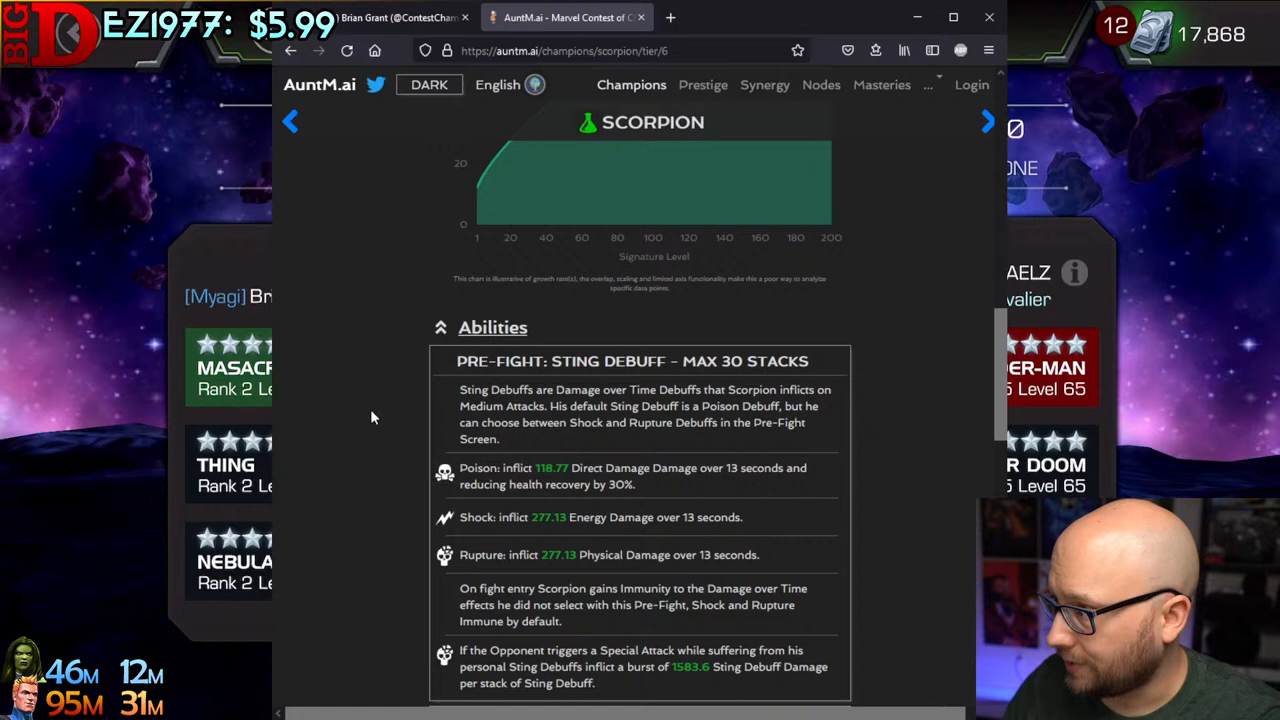 BIG D EZ1977: $5.99
) Brian Grant (@ContestCham
AuntM.ai - Marvel Contest of C
12
17,868
https://auntm.ai/champions/scorpion/tier/6
AuntM.ai
DARK
English
Champions
Prestige
Synergy
Nodes
Masteries
...
Login
SCORPION
20
0
1 20 40 60 80 100 120 140 160 180 200
Signature Level
This chart is illustrative of growth rate(s), the overlap, scaling and limited axis functionality make this a poor way to analyize
specific data points.
Abilities
PRE-FIGHT: STING DEBUFF - MAX 30 STACKS
Sting Debuffs are Damage over Time Debuffs that Scorpion inflicts on
Medium Attacks. His default Sting Debuff is a Poison Debuff, but he
can choose between Shock and Rupture Debuffs in the Pre-Fight
Screen.
Poison: inflict 118.77 Direct Damage Damage over 13 seconds and
reducing health recovery by 30%.
Shock: inflict 277.13 Energy Damage over 13 seconds.
Rupture: inflict 277.13 Physical Damage over 13 seconds.
On fight entry Scorpion gains Immunity to the Damage over Time
effects he did not select with this Pre-Fight, Shock and Rupture
Immune by default.
If the Opponent triggers a Special Attack while suffering from his
personal Sting Debuffs inflict a burst of 1583.6 Sting Debuff Damage
per stack of Sting Debuff.
[Myagi] Br
MASACR
Rank 2 Le
THING
Rank 2 Le
NEBULA
Rank 2 Le
0
ONE
AELZ
valier
DER-MAN
5 Level 65
R DOOM
5 Level 65
46M 12M
95M 31M